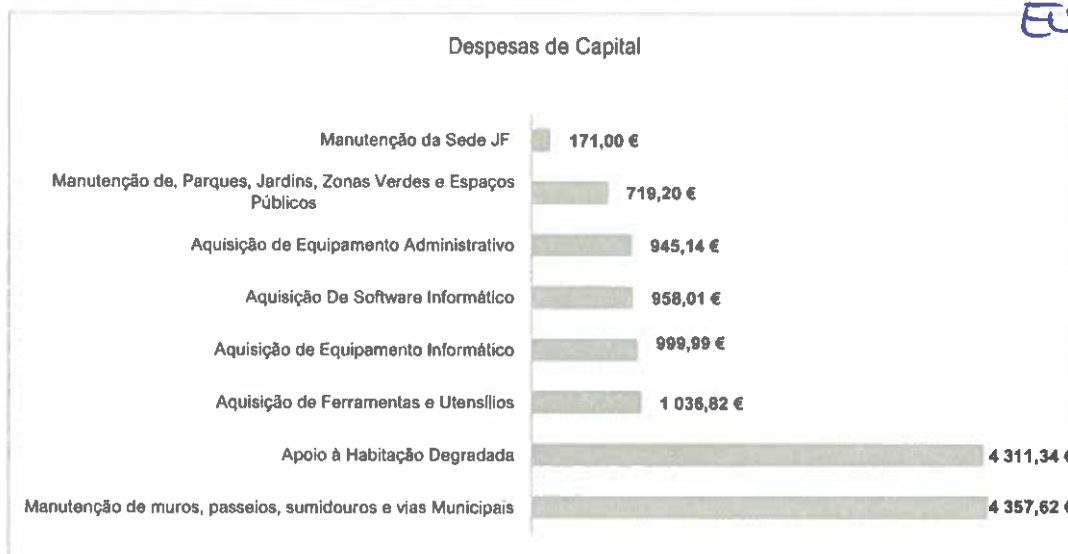 Despesas de Capital
Manutenção da Sede JF 171,00 €
Manutenção de, Parques, Jardins, Zonas Verdes e Espaços
Públicos 719,20 €
Aquisição de Equipamento Administrativo 945,14 €
Aquisição De Software Informático 958,01 €
Aquisição de Equipamento Informático 999,99 €
Aquisição de Ferramentas e Utensílios 1 036,82 €
Apoio à Habitação Degradada 4 311,34 €
Manutenção de muros, passeios, sumidouros e vias Municipais 4 357,62 €